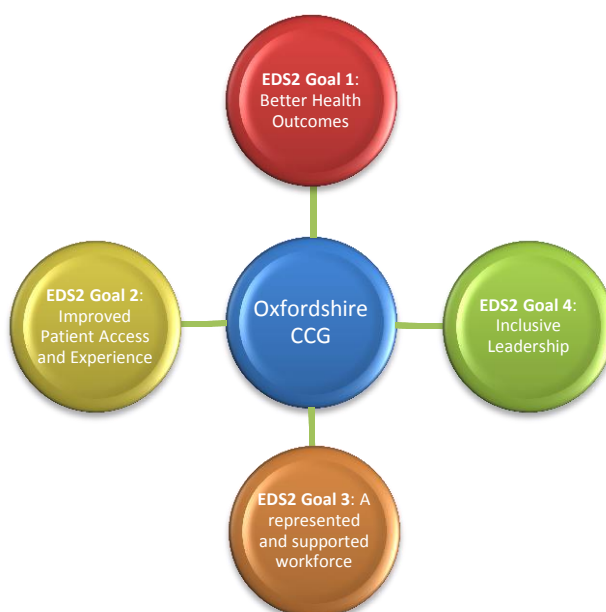 EDS2 Goal 1:
Better Health
Outcomes
EDS2 Goal 2:
Improved
Patient Access
and Experience
Oxfordshire
CCG
EDS2 Goal 4:
Inclusive
Leadership
EDS2 Goal 3: A
represented
and supported
workforce